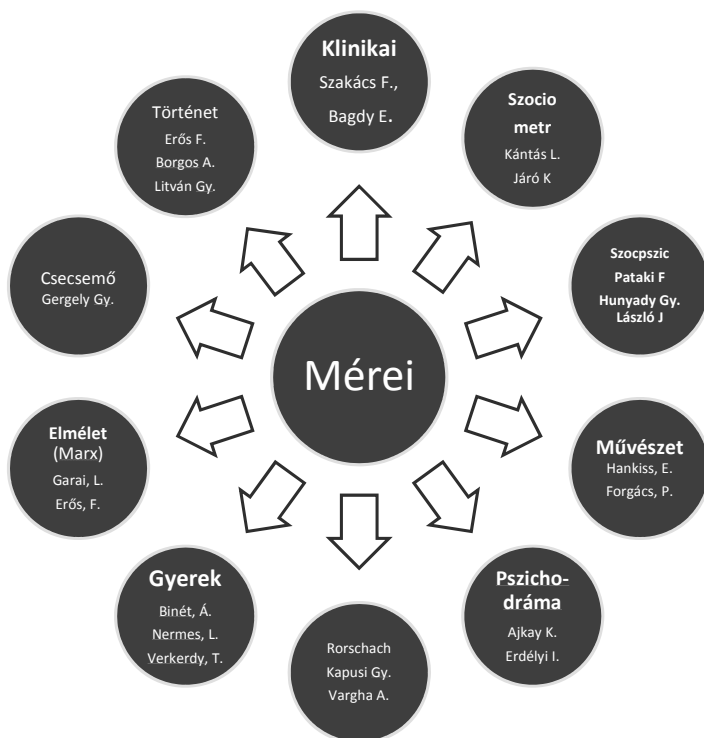 Klinikai
Szakács F.,
Bagdy E.
Szocio
metr
Kántás L.
Járó K
Szocpszic
Pataki F
Hunyady Gy.
László J
Művészet
Hankiss, E.
Forgács, P.
Pszicho-
dráma
Ajkay K.
Erdélyi I.
Rorschach
Kapusi Gy.
Vargha A.
Gyerek
Binét, Á.
Nermes, L.
Verkerdy, T.
Elmélet
(Marx)
Garai, L.
Erős, F.
Csecsemő
Gergely Gy.
Történet
Erős F.
Borgos A.
Litván Gy.
Mérei